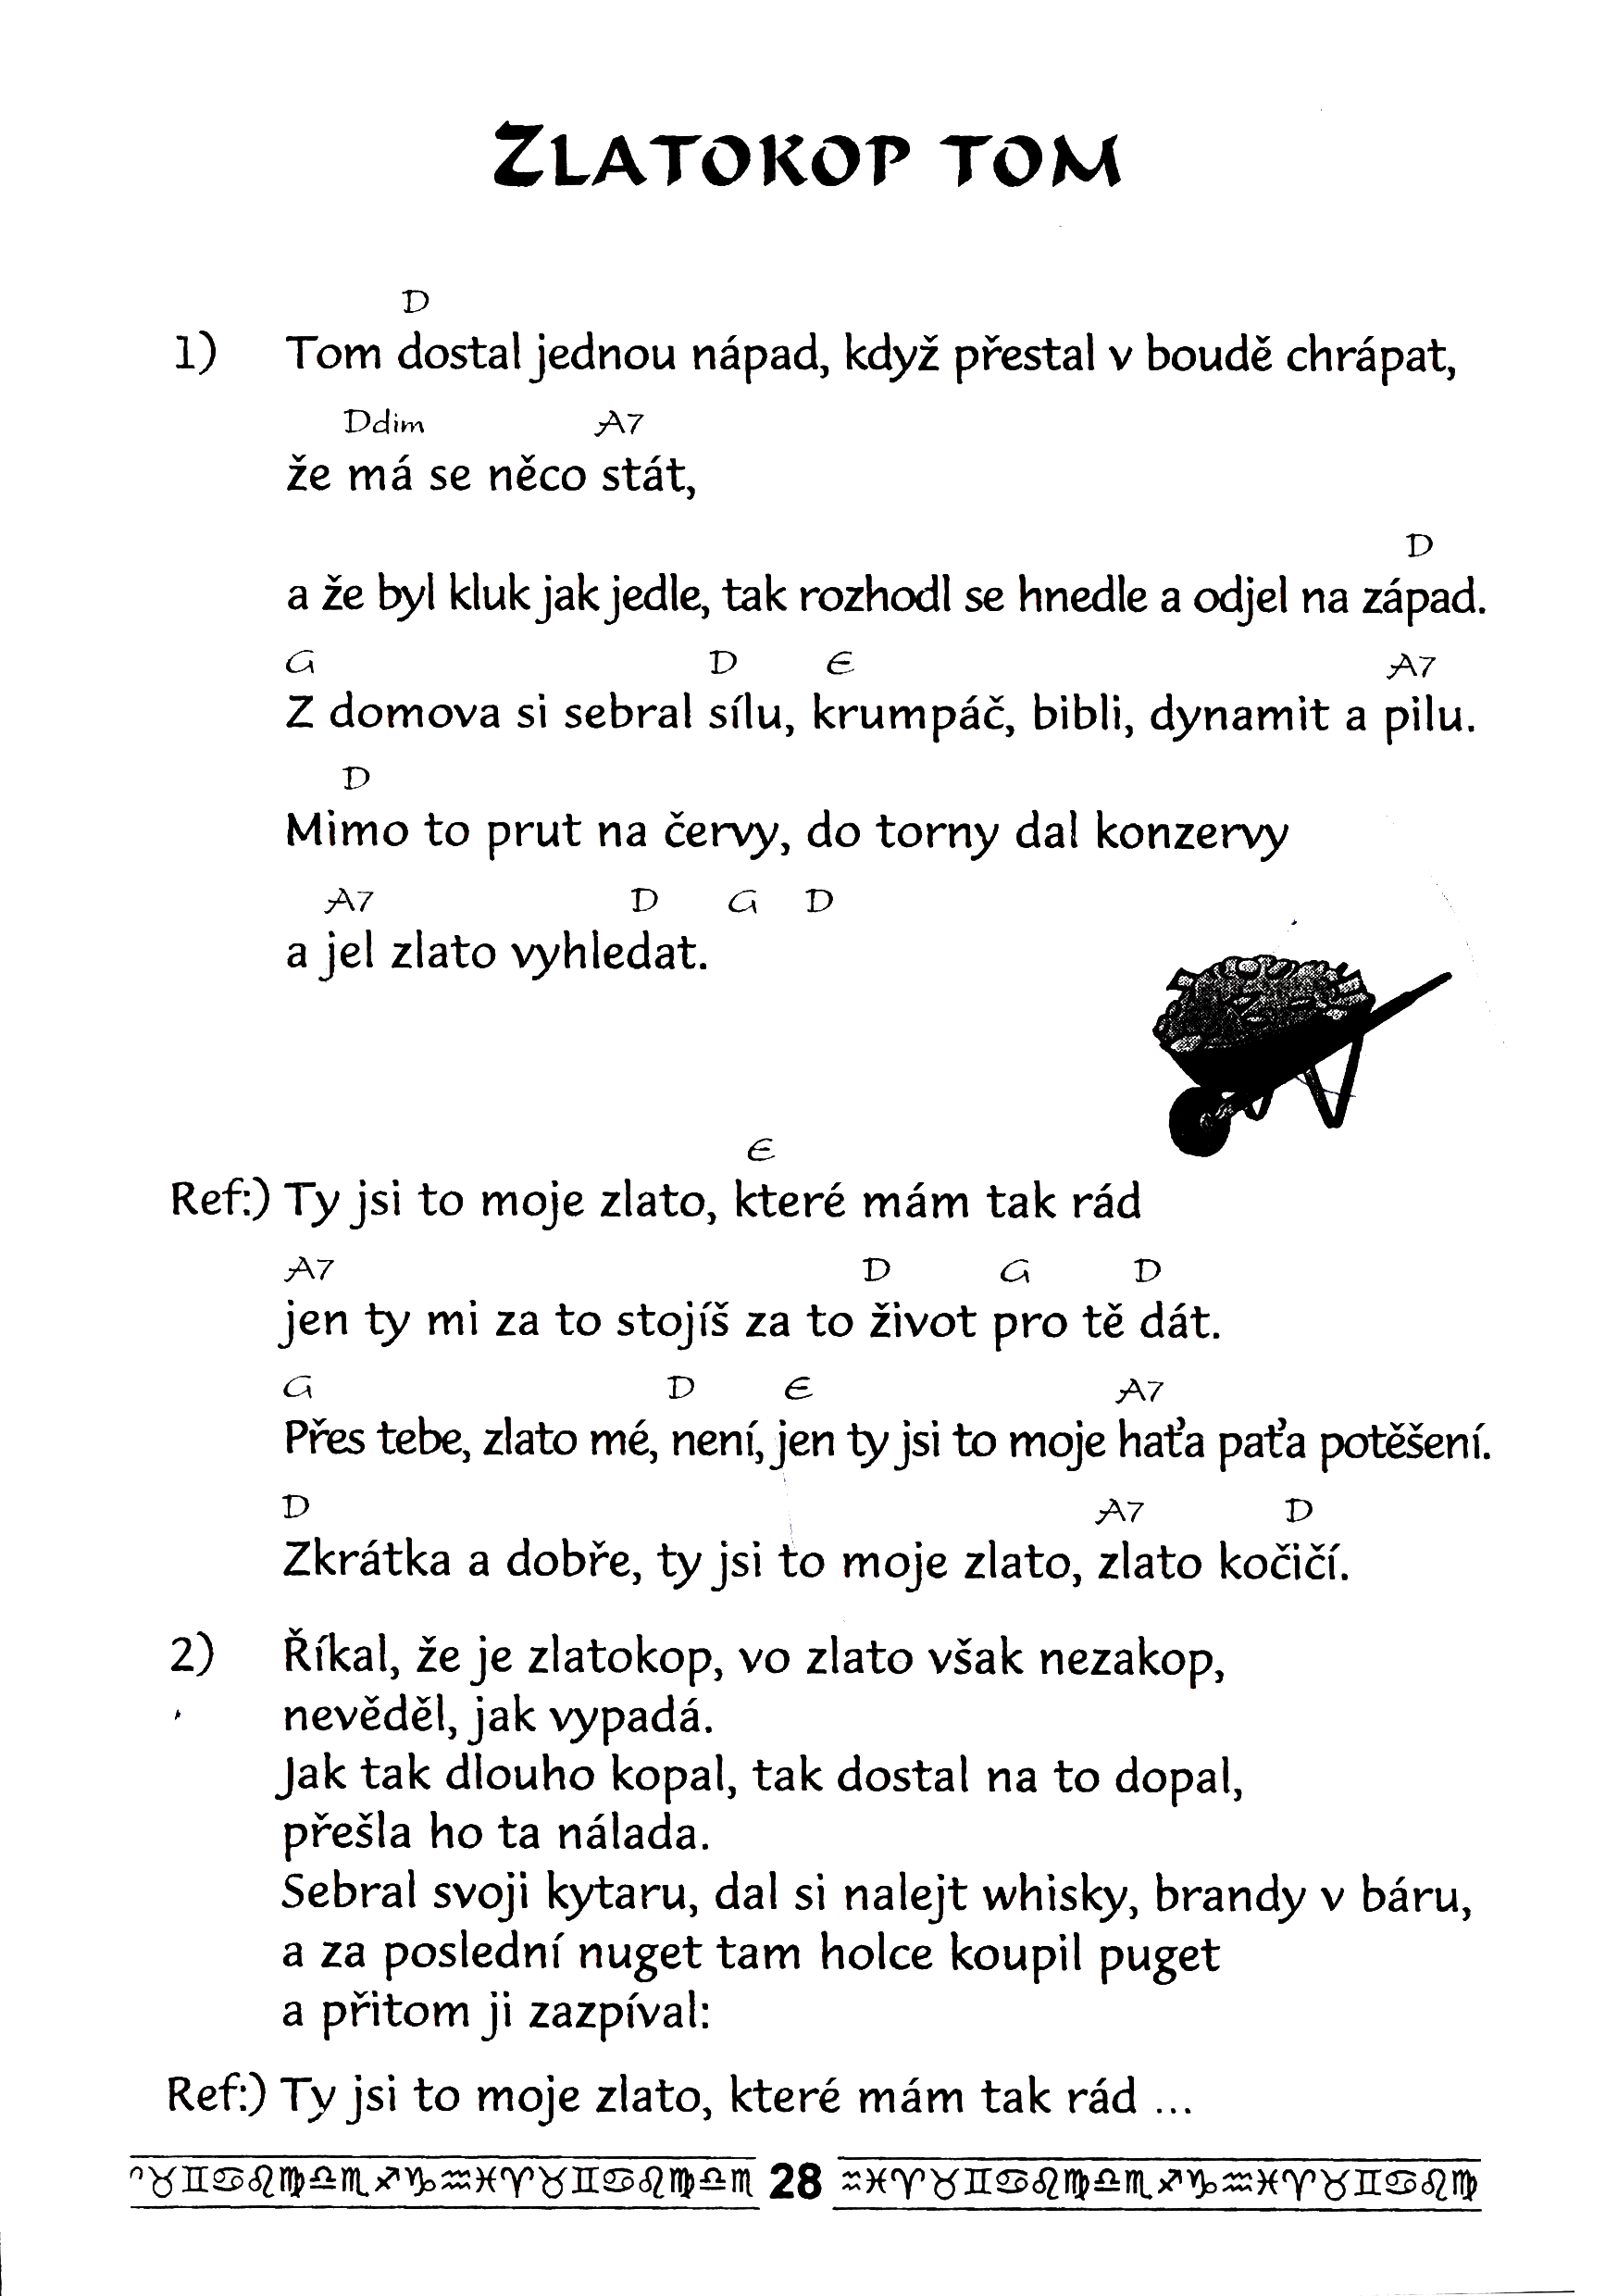 ZLATOKOP TOM
D
1) Tom dostal jednou nápad, když přestal v boudě chrápat,
Ddim A7
že má se něco stát,
D
a že byl kluk jak jedle, tak rozhodl se hnedle a odjel na západ.
G D E A7
Z domova si sebral sílu, krumpáč, bibli, dynamit a pilu.
D
Mimo to prut na červy, do torny dal konzervy
A7 D G D
a jel zlato vyhledat.
E
Ref:) Ty jsi to moje zlato, které mám tak rád
A7 D G D
jen ty mi za to stojíš za to život pro tě dát.
G D E A7
Přes tebe, zlato mé, není, jen ty jsi to moje haťa paťa potěšení.
D A7 D
Zkrátka a dobře, ty jsi to moje zlato, zlato kočičí.
2) Říkal, že je zlatokop, vo zlato však nezakop,
nevěděl, jak vypadá.
Jak tak dlouho kopal, tak dostal na to dopal,
přešla ho ta nálada.
Sebral svoji kytaru, dal si nalejt whisky, brandy v báru,
a za poslední nuget tam holce koupil puget
a přitom ji zazpíval:
Ref:) Ty jsi to moje zlato, které mám tak rád ...
♉♊♋♌♍♎♏♐♑♒♓♈♉♊♋♌♍♎♏ 28 ♒♓♈♉♊♋♌♍♎♏♐♑♒♓♈♉♊♋♌♍